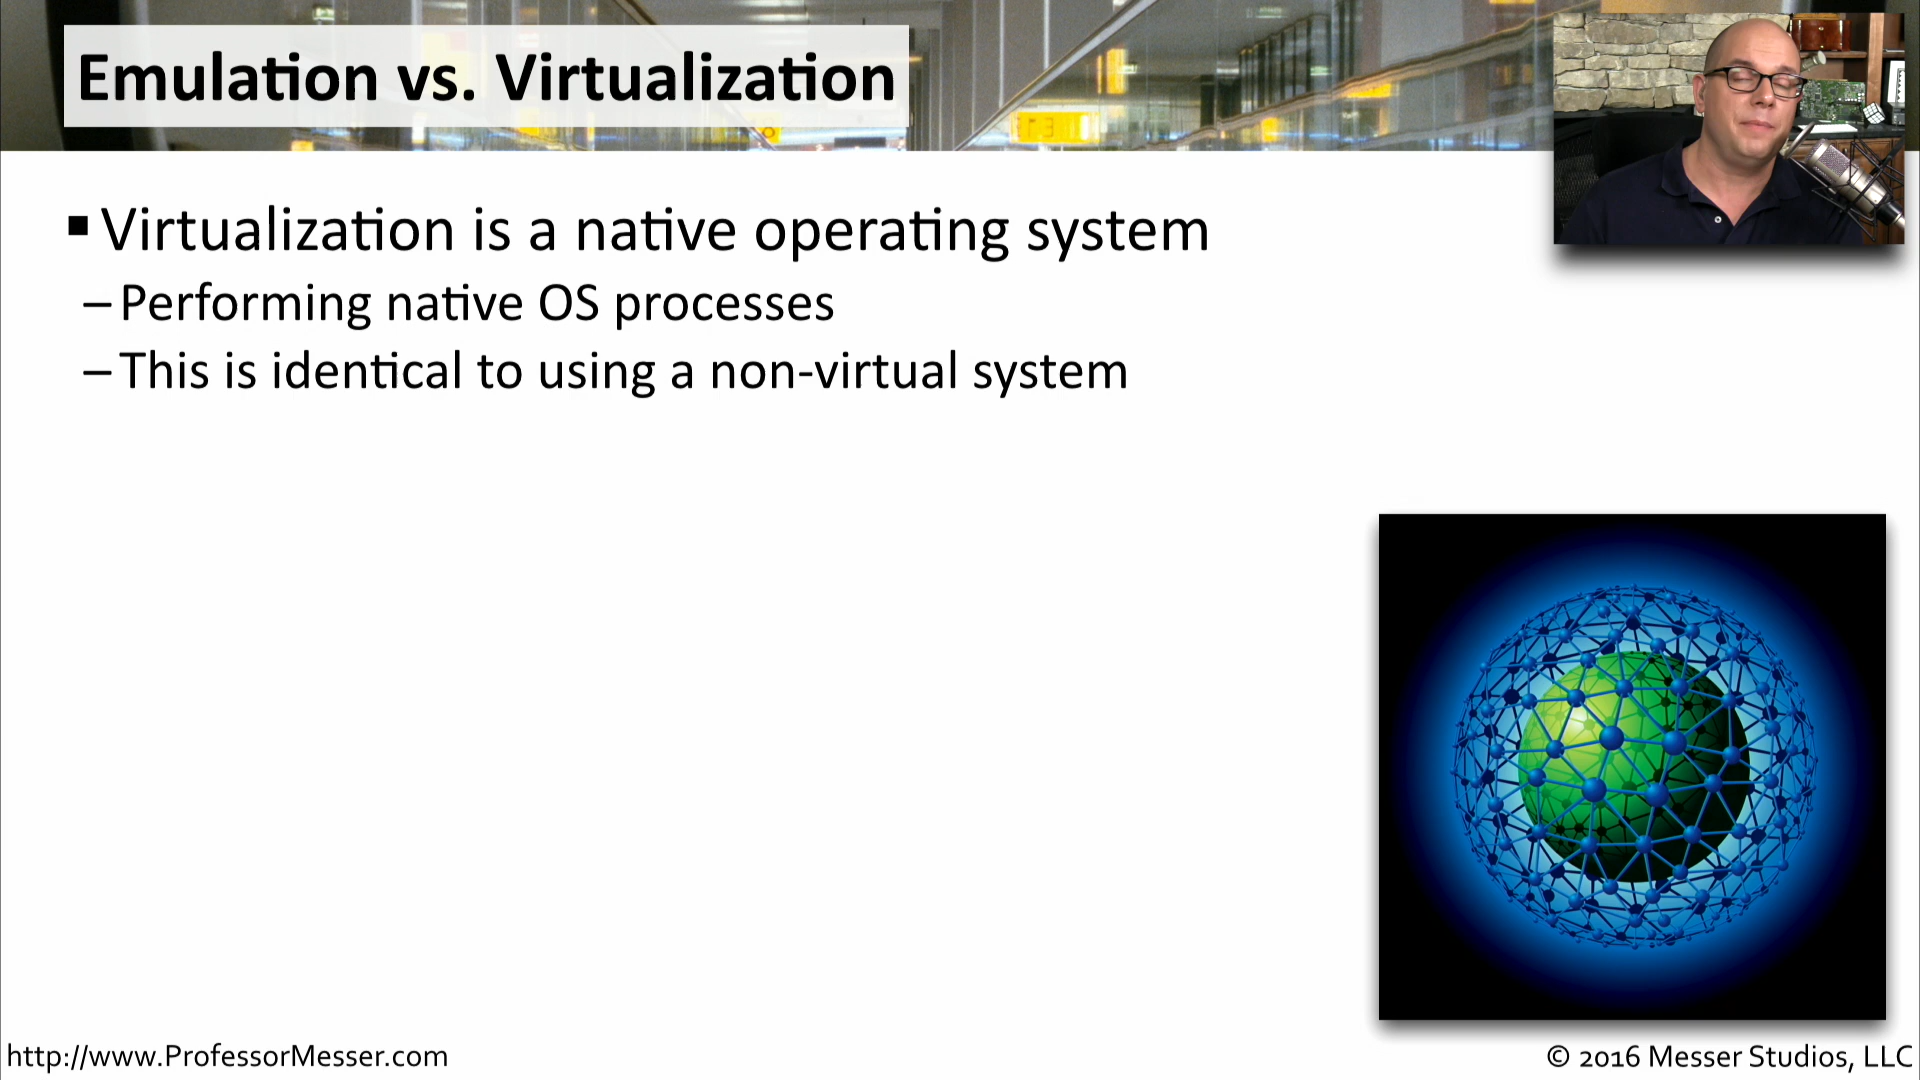 Emulation vs. Virtualization
▪ Virtualization is a native operating system
– Performing native OS processes
– This is identical to using a non-virtual system
http://www.ProfessorMesser.com
© 2016 Messer Studios, LLC